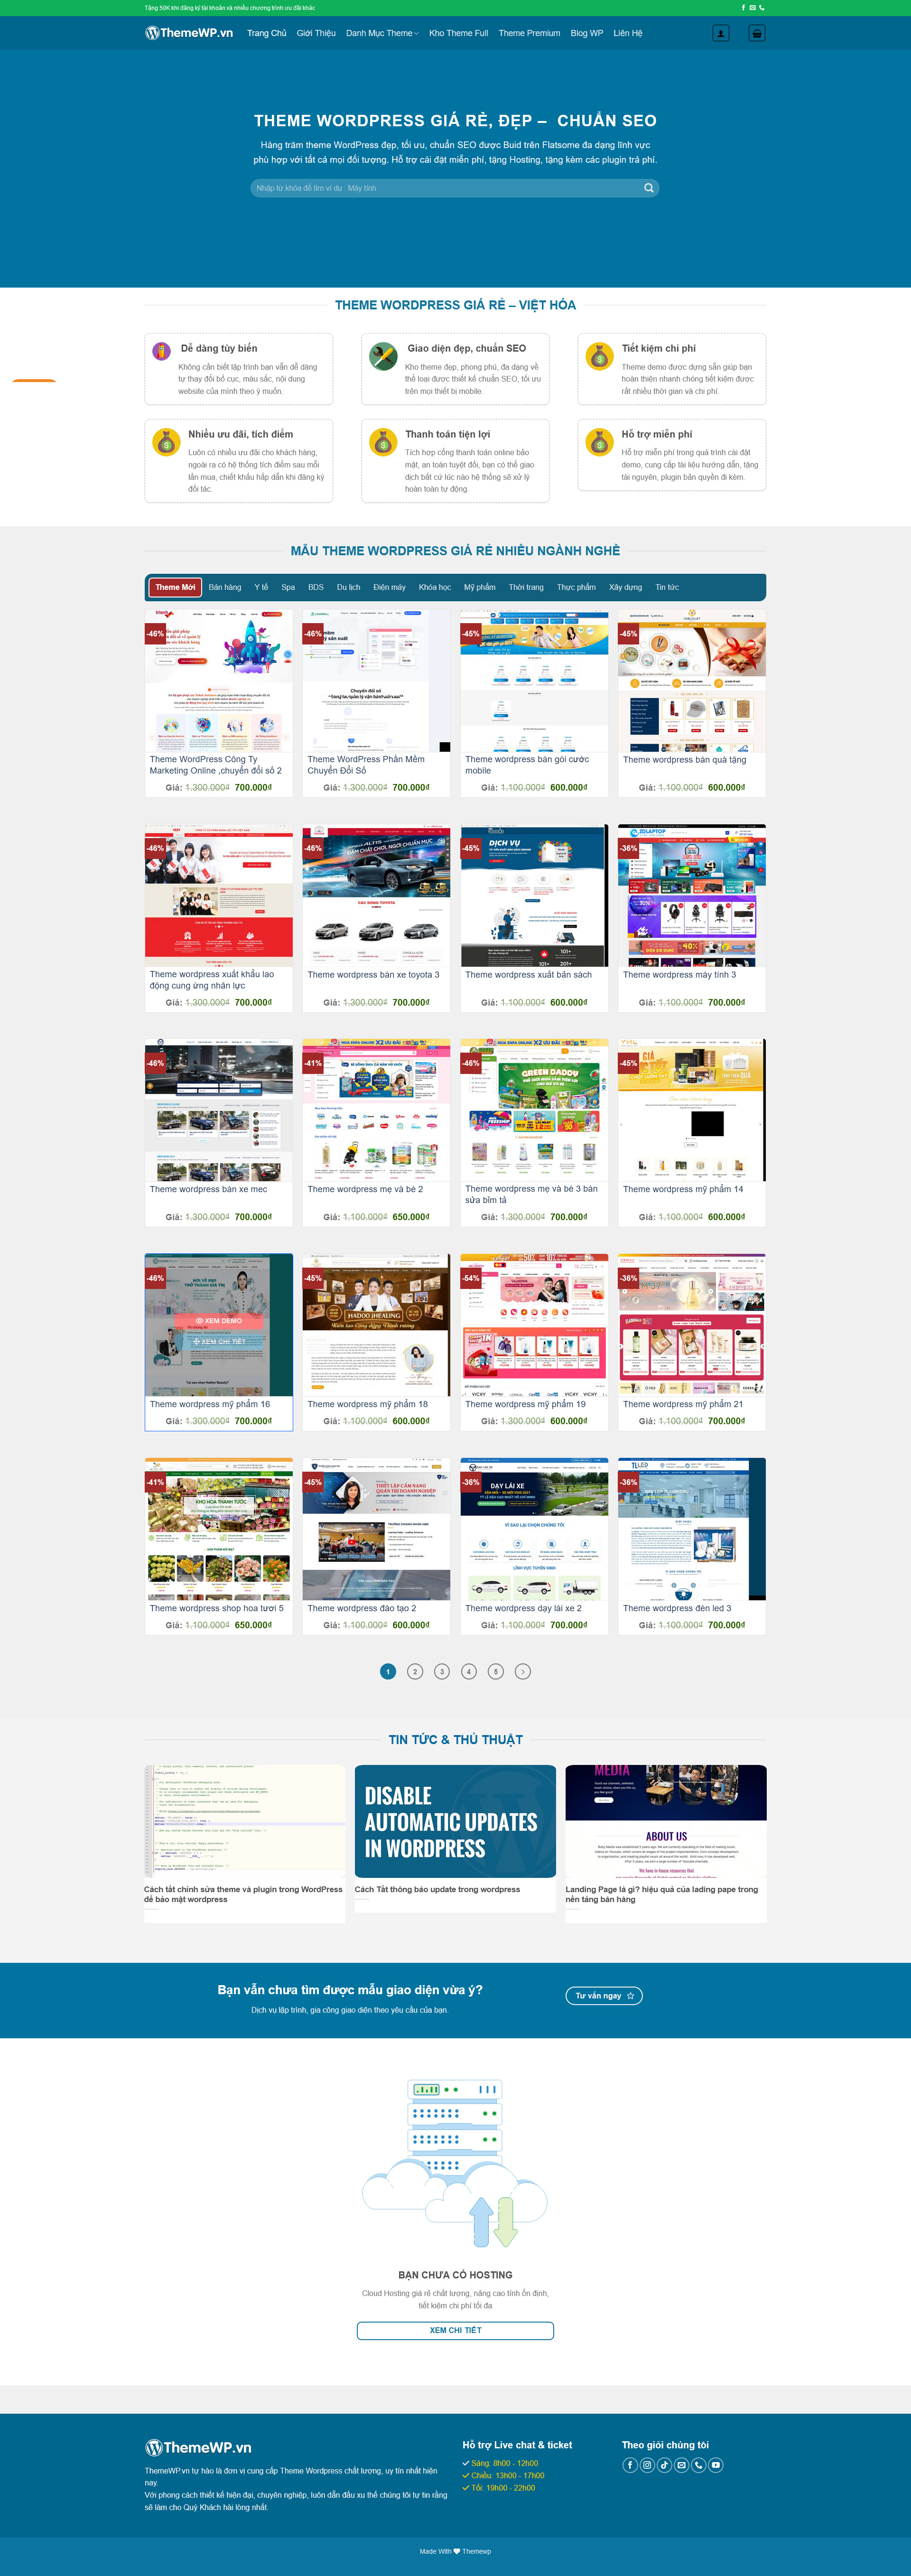 Tặng 50K khi đăng ký tài khoản và nhiều chương trình ưu đãi khác
ThemeWP.vn
Trang Chủ
Giới Thiệu
Danh Mục Theme
Kho Theme Full
Theme Premium
Blog WP
Liên Hệ
THEME WORDPRESS GIÁ RẺ, ĐẸP – CHUẨN SEO
Hàng trăm theme WordPress đẹp, tối ưu, chuẩn SEO được Buid trên Flatsome đa dạng lĩnh vực
phù hợp với tất cả mọi đối tượng. Hỗ trợ cài đặt miễn phí, tặng Hosting, tặng kèm các plugin trả phí.
Nhập từ khóa để tìm ví dụ : Máy tính
THEME WORDPRESS GIÁ RẺ – VIỆT HÓA
Dễ dàng tùy biến
Không cần biết lập trình bạn vẫn dễ dàng
tự thay đổi bố cục, màu sắc, nội dung
website của mình theo ý muốn.
Giao diện đẹp, chuẩn SEO
Kho theme đẹp, phong phú, đa dạng về
thể loại được thiết kế chuẩn SEO, tối ưu
trên mọi thiết bị mobile.
Tiết kiệm chi phí
Theme demo được dựng sẵn giúp bạn
hoàn thiện nhanh chóng tiết kiệm được
rất nhiều thời gian và chi phí.
Nhiều ưu đãi, tích điểm
Luôn có nhiều ưu đãi cho khách hàng,
ngoài ra có hệ thống tích điểm sau mỗi
lần mua, chiết khấu hấp dẫn khi đăng ký
đối tác.
Thanh toán tiện lợi
Tích hợp cổng thanh toán online bảo
mật, an toàn tuyệt đối, bạn có thể giao
dịch bất cứ lúc nào hệ thống sẽ xử lý
hoàn toàn tự động.
Hỗ trợ miễn phí
Hỗ trợ miễn phí trong quá trình cài đặt
demo, cung cấp tài liệu hướng dẫn, tặng
tài nguyên, plugin bản quyền đi kèm.
MẪU THEME WORDPRESS GIÁ RẺ NHIỀU NGÀNH NGHỀ
Theme Mới
Bán hàng
Y tế
Spa
BDS
Du lịch
Điện máy
Khóa học
Mỹ phẩm
Thời trang
Thực phẩm
Xây dựng
Tin tức
-46%
Theme WordPress Công Ty
Marketing Online ,chuyển đổi số 2
Giá: 1.300.000₫ 700.000₫
-46%
Theme WordPress Phần Mềm
Chuyển Đổi Số
Giá: 1.300.000₫ 700.000₫
-45%
Theme wordpress bán gói cước
mobile
Giá: 1.100.000₫ 600.000₫
-45%
Theme wordpress bán quà tặng
Giá: 1.100.000₫ 600.000₫
-46%
Theme wordpress xuất khẩu lao
động cung ứng nhân lực
Giá: 1.300.000₫ 700.000₫
-46%
ĐẬM CHẤT CHƠI, NGỜI CHUẨN MỰC
Theme wordpress bán xe toyota 3
Giá: 1.300.000₫ 700.000₫
-45%
DỊCH VỤ
Theme wordpress xuất bản sách
Giá: 1.100.000₫ 600.000₫
-36%
Theme wordpress máy tính 3
Giá: 1.100.000₫ 700.000₫
-46%
Theme wordpress bán xe mec
Giá: 1.300.000₫ 700.000₫
-41%
Theme wordpress mẹ và bé 2
Giá: 1.100.000₫ 650.000₫
-46%
GREEN DADDY
Theme wordpress mẹ và bé 3 bán
sữa bỉm tã
Giá: 1.300.000₫ 700.000₫
-45%
Theme wordpress mỹ phẩm 14
Giá: 1.100.000₫ 600.000₫
-46%
XEM DEMO
XEM CHI TIẾT
Theme wordpress mỹ phẩm 16
Giá: 1.300.000₫ 700.000₫
-45%
HADOO JHEALING
Theme wordpress mỹ phẩm 18
Giá: 1.100.000₫ 600.000₫
-54%
Theme wordpress mỹ phẩm 19
Giá: 1.300.000₫ 600.000₫
-36%
Theme wordpress mỹ phẩm 21
Giá: 1.100.000₫ 700.000₫
-41%
KHO HOA THANH TƯỚC
Theme wordpress shop hoa tươi 5
Giá: 1.100.000₫ 650.000₫
-45%
THIẾT LẬP CẨM NANG
QUẢN TRỊ DOANH NGHIỆP
Theme wordpress đào tạo 2
Giá: 1.100.000₫ 600.000₫
-36%
DẠY LÁI XE
Theme wordpress dạy lái xe 2
Giá: 1.100.000₫ 700.000₫
-36%
TLLED
Theme wordpress đèn led 3
Giá: 1.100.000₫ 700.000₫
1 2 3 4 5
TIN TỨC & THỦ THUẬT
Cách tắt chỉnh sửa theme và plugin trong WordPress
để bảo mật wordpress
DISABLE
AUTOMATIC UPDATES
IN WORDPRESS
Cách Tắt thông báo update trong wordpress
MEDIA
ABOUT US
Landing Page là gì? hiệu quả của lading pape trong
nền tảng bán hàng
Bạn vẫn chưa tìm được mẫu giao diện vừa ý?
Dịch vụ lập trình, gia công giao diện theo yêu cầu của bạn.
Tư vấn ngay
BẠN CHƯA CÓ HOSTING
Cloud Hosting giá rẻ chất lượng, nâng cao tính ổn định,
tiết kiệm chi phí tối đa
XEM CHI TIẾT
ThemeWP.vn
ThemeWP.vn tự hào là đơn vị cung cấp Theme Wordpress chất lượng, uy tín nhất hiện
nay.
Với phong cách thiết kế hiện đại, chuyên nghiệp, luôn dẫn đầu xu thế chúng tôi tự tin rằng
sẽ làm cho Quý Khách hài lòng nhất.
Hỗ trợ Live chat & ticket
Sáng: 8h00 - 12h00
Chiều: 13h00 - 17h00
Tối: 19h00 - 22h00
Theo giỏi chúng tôi
Made With Themewp